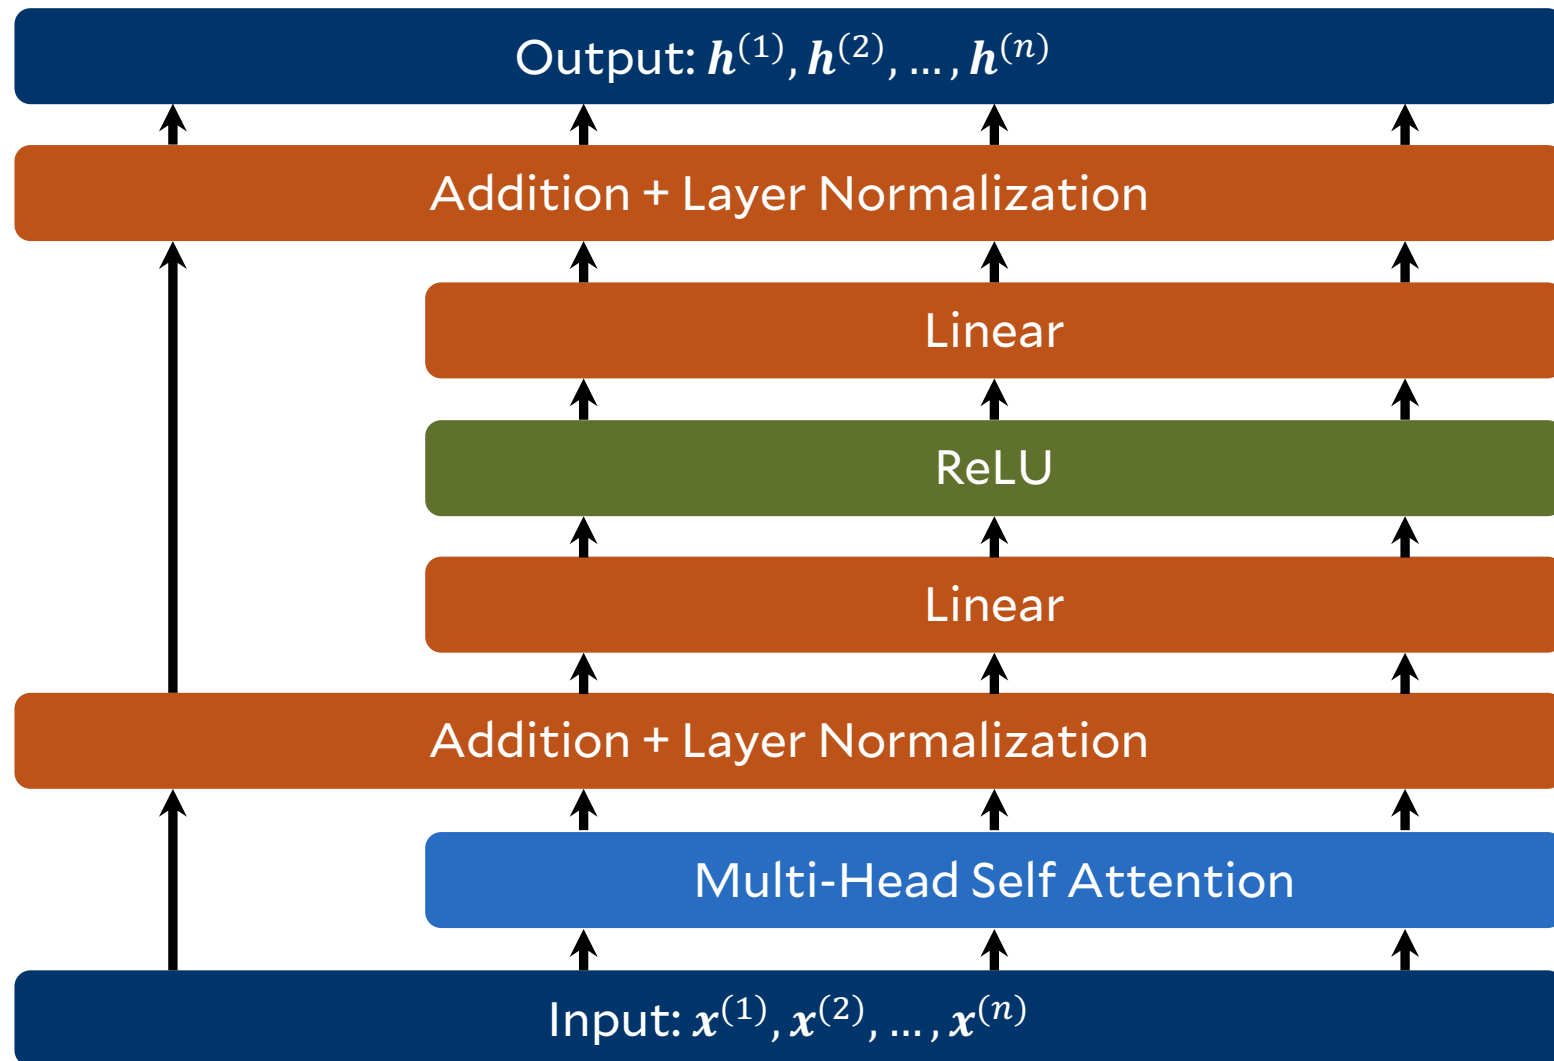 Output: 𝒉⁽¹⁾, 𝒉⁽²⁾, …, 𝒉⁽ⁿ⁾
Addition + Layer Normalization
Linear
ReLU
Linear
Addition + Layer Normalization
Multi-Head Self Attention
Input: 𝒙⁽¹⁾, 𝒙⁽²⁾, …, 𝒙⁽ⁿ⁾